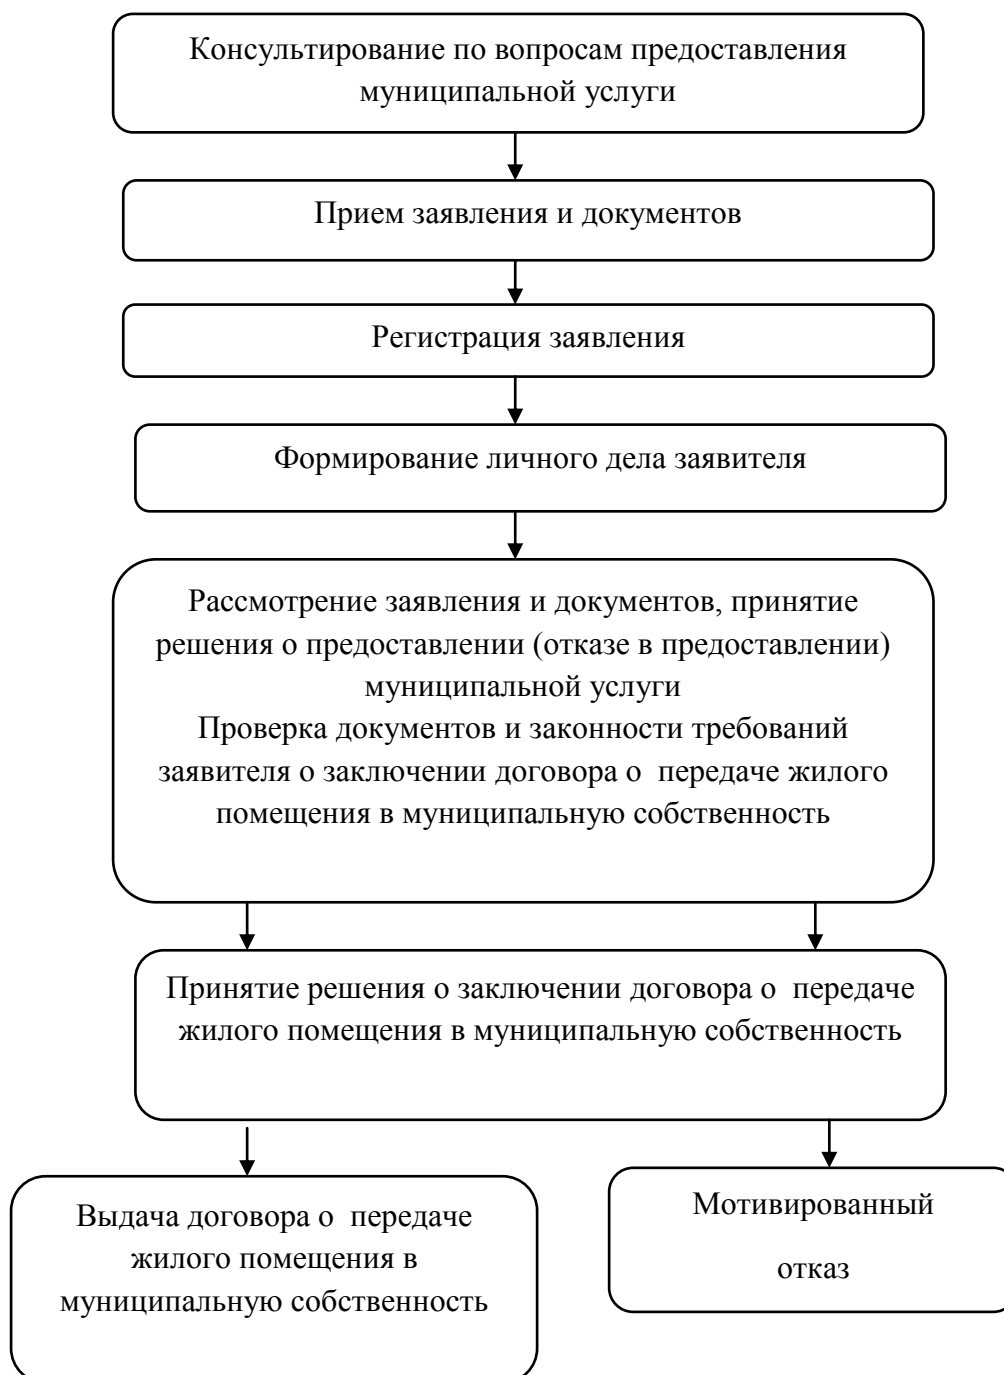 Консультирование по вопросам предоставления
муниципальной услуги
Прием заявления и документов
Регистрация заявления
Формирование личного дела заявителя
Рассмотрение заявления и документов, принятие
решения о предоставлении (отказе в предоставлении)
муниципальной услуги
Проверка документов и законности требований
заявителя о заключении договора о  передаче жилого
помещения в муниципальную собственность
Принятие решения о заключении договора о  передаче
жилого помещения в муниципальную собственность
Выдача договора о  передаче
жилого помещения в
муниципальную собственность
Мотивированный
отказ